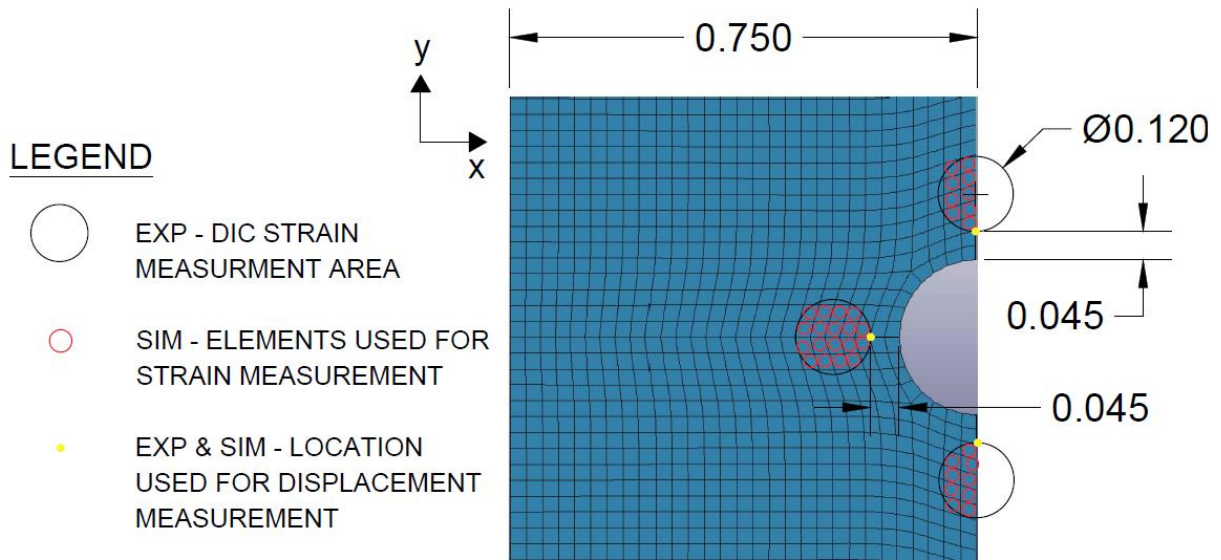 0.750
y
x
Ø0.120
LEGEND
EXP - DIC STRAIN
MEASURMENT AREA
0.045
SIM - ELEMENTS USED FOR
STRAIN MEASUREMENT
0.045
EXP & SIM - LOCATION
USED FOR DISPLACEMENT
MEASUREMENT